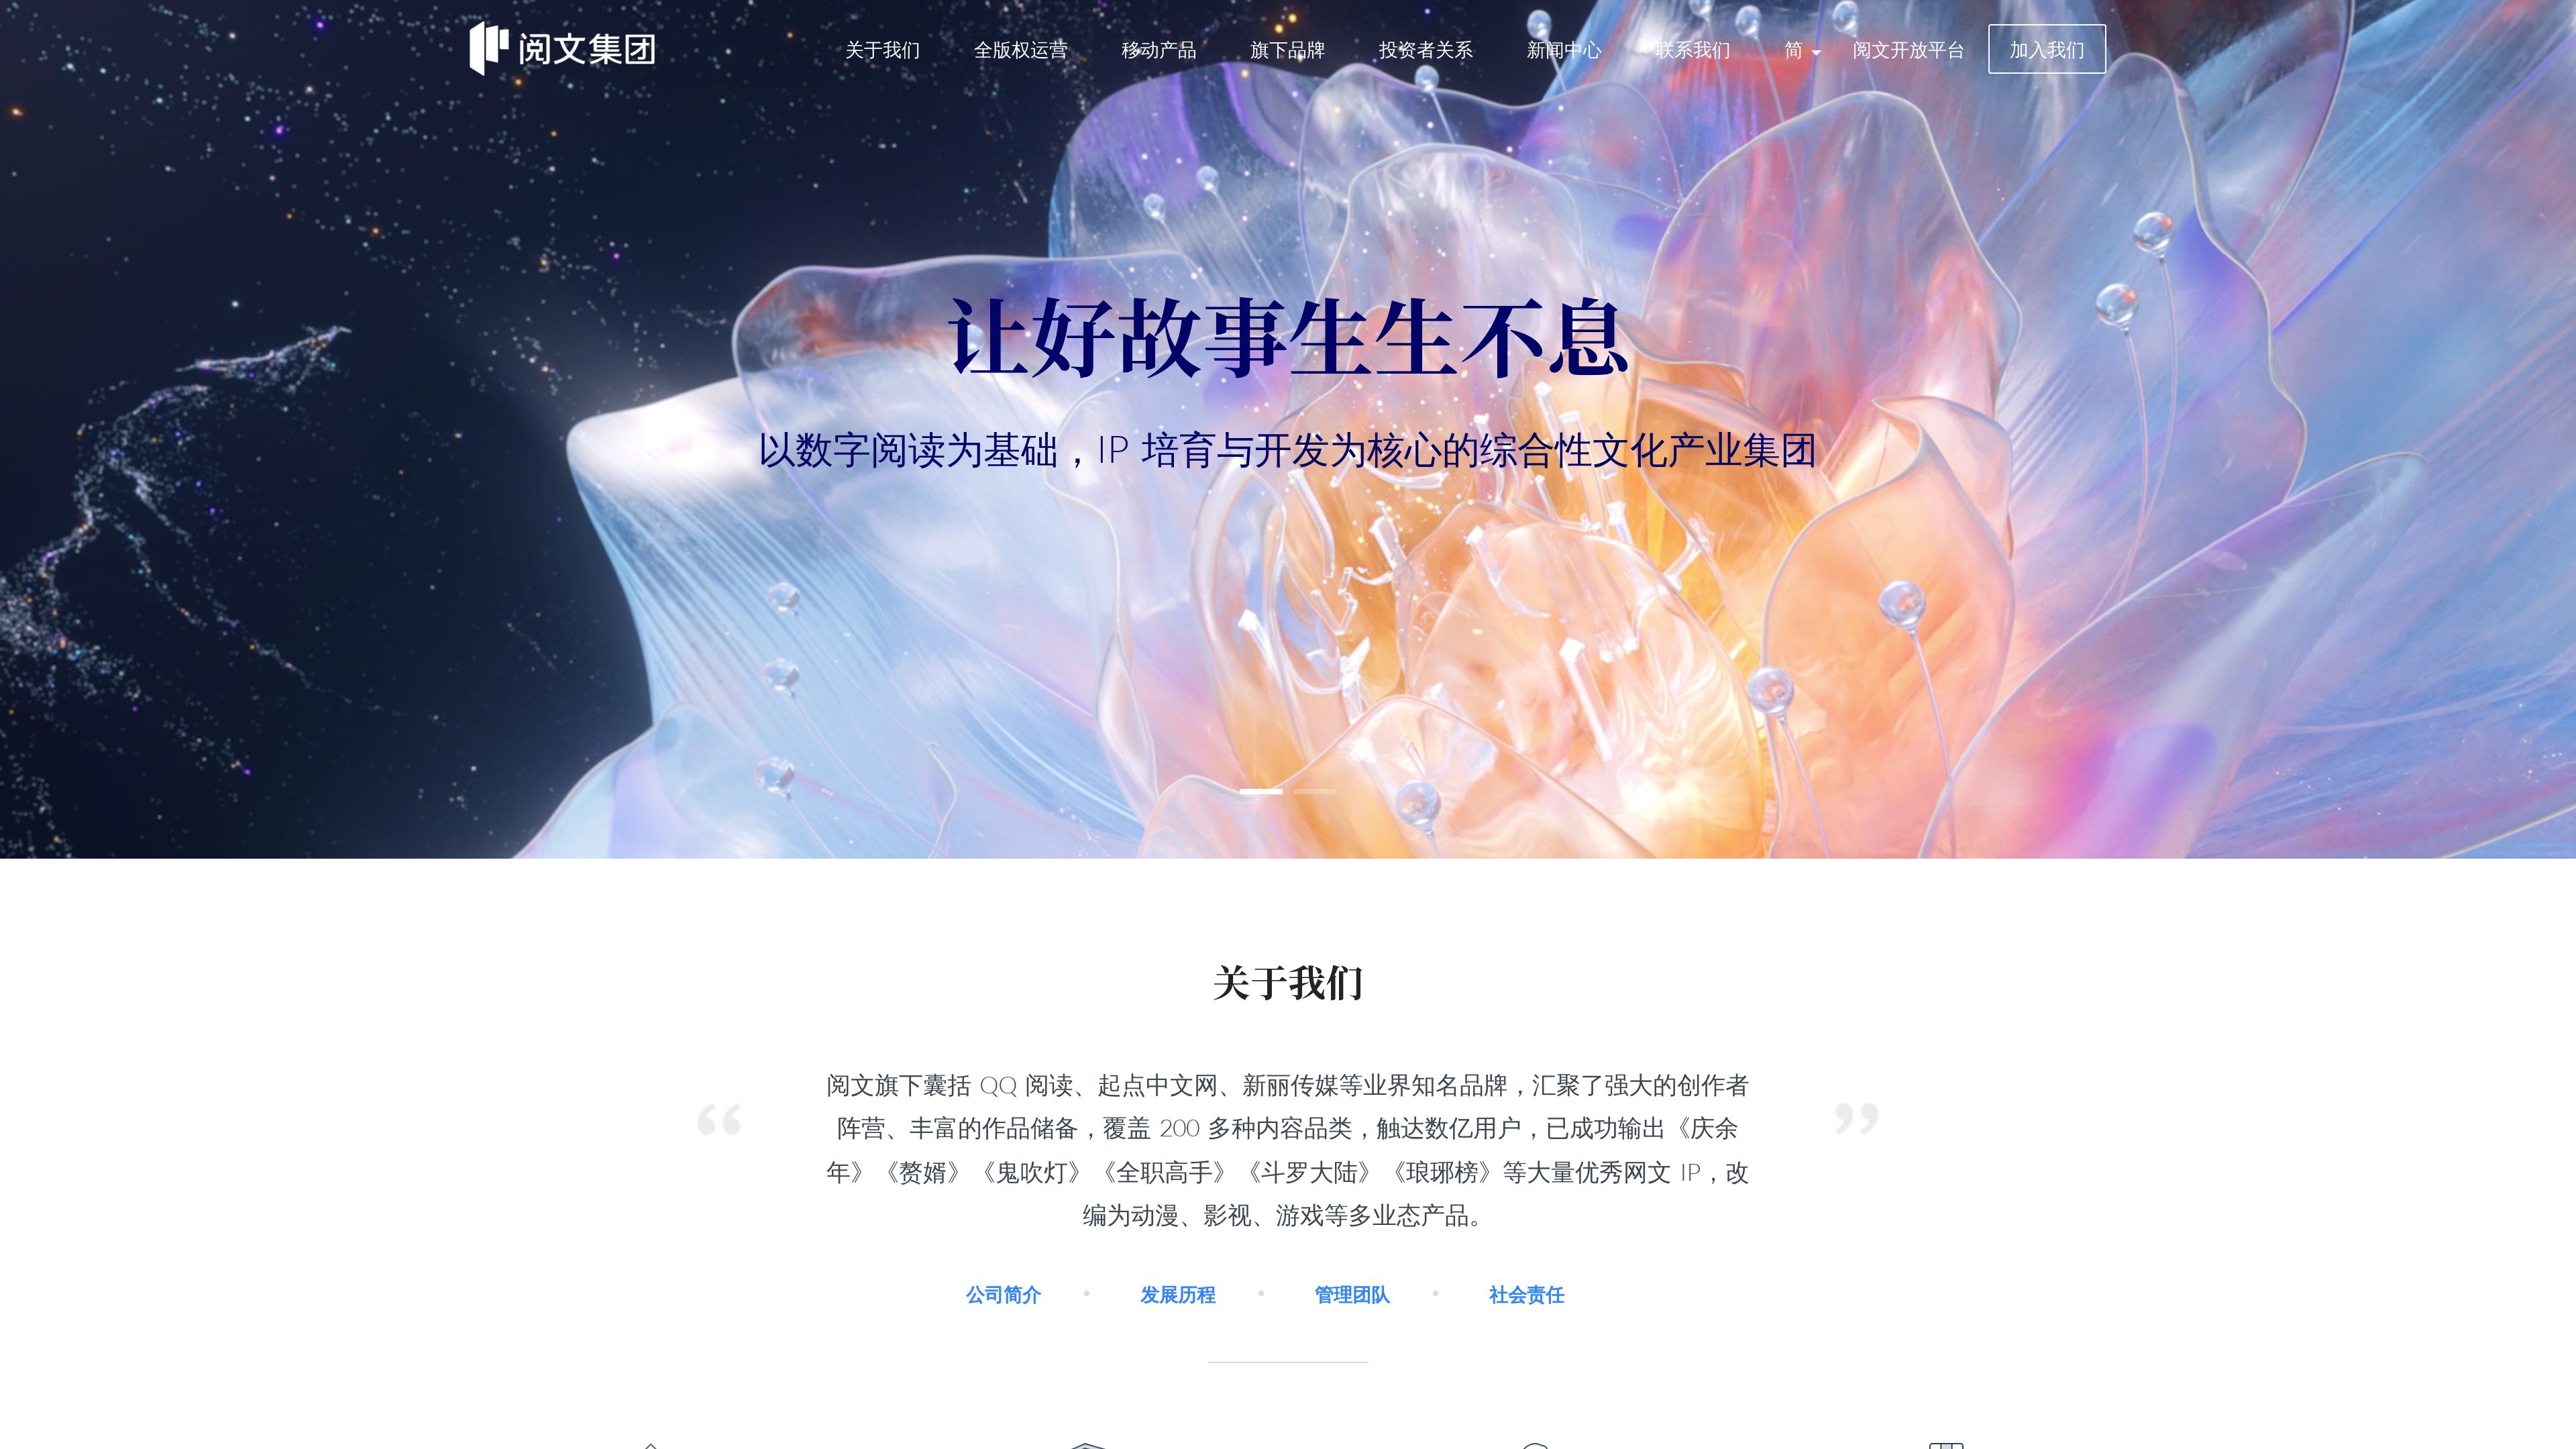 阅文集团
关于我们 全版权运营 移动产品 旗下品牌 投资者关系 新闻中心 联系我们 简 阅文开放平台 加入我们
让好故事生生不息
以数字阅读为基础，IP 培育与开发为核心的综合性文化产业集团
关于我们
“
阅文旗下囊括 QQ 阅读、起点中文网、新丽传媒等业界知名品牌，汇聚了强大的创作者
阵营、丰富的作品储备，覆盖 200 多种内容品类，触达数亿用户，已成功输出《庆余
年》《赘婿》《鬼吹灯》《全职高手》《斗罗大陆》《琅琊榜》等大量优秀网文 IP，改
编为动漫、影视、游戏等多业态产品。
”
公司简介 • 发展历程 • 管理团队 • 社会责任